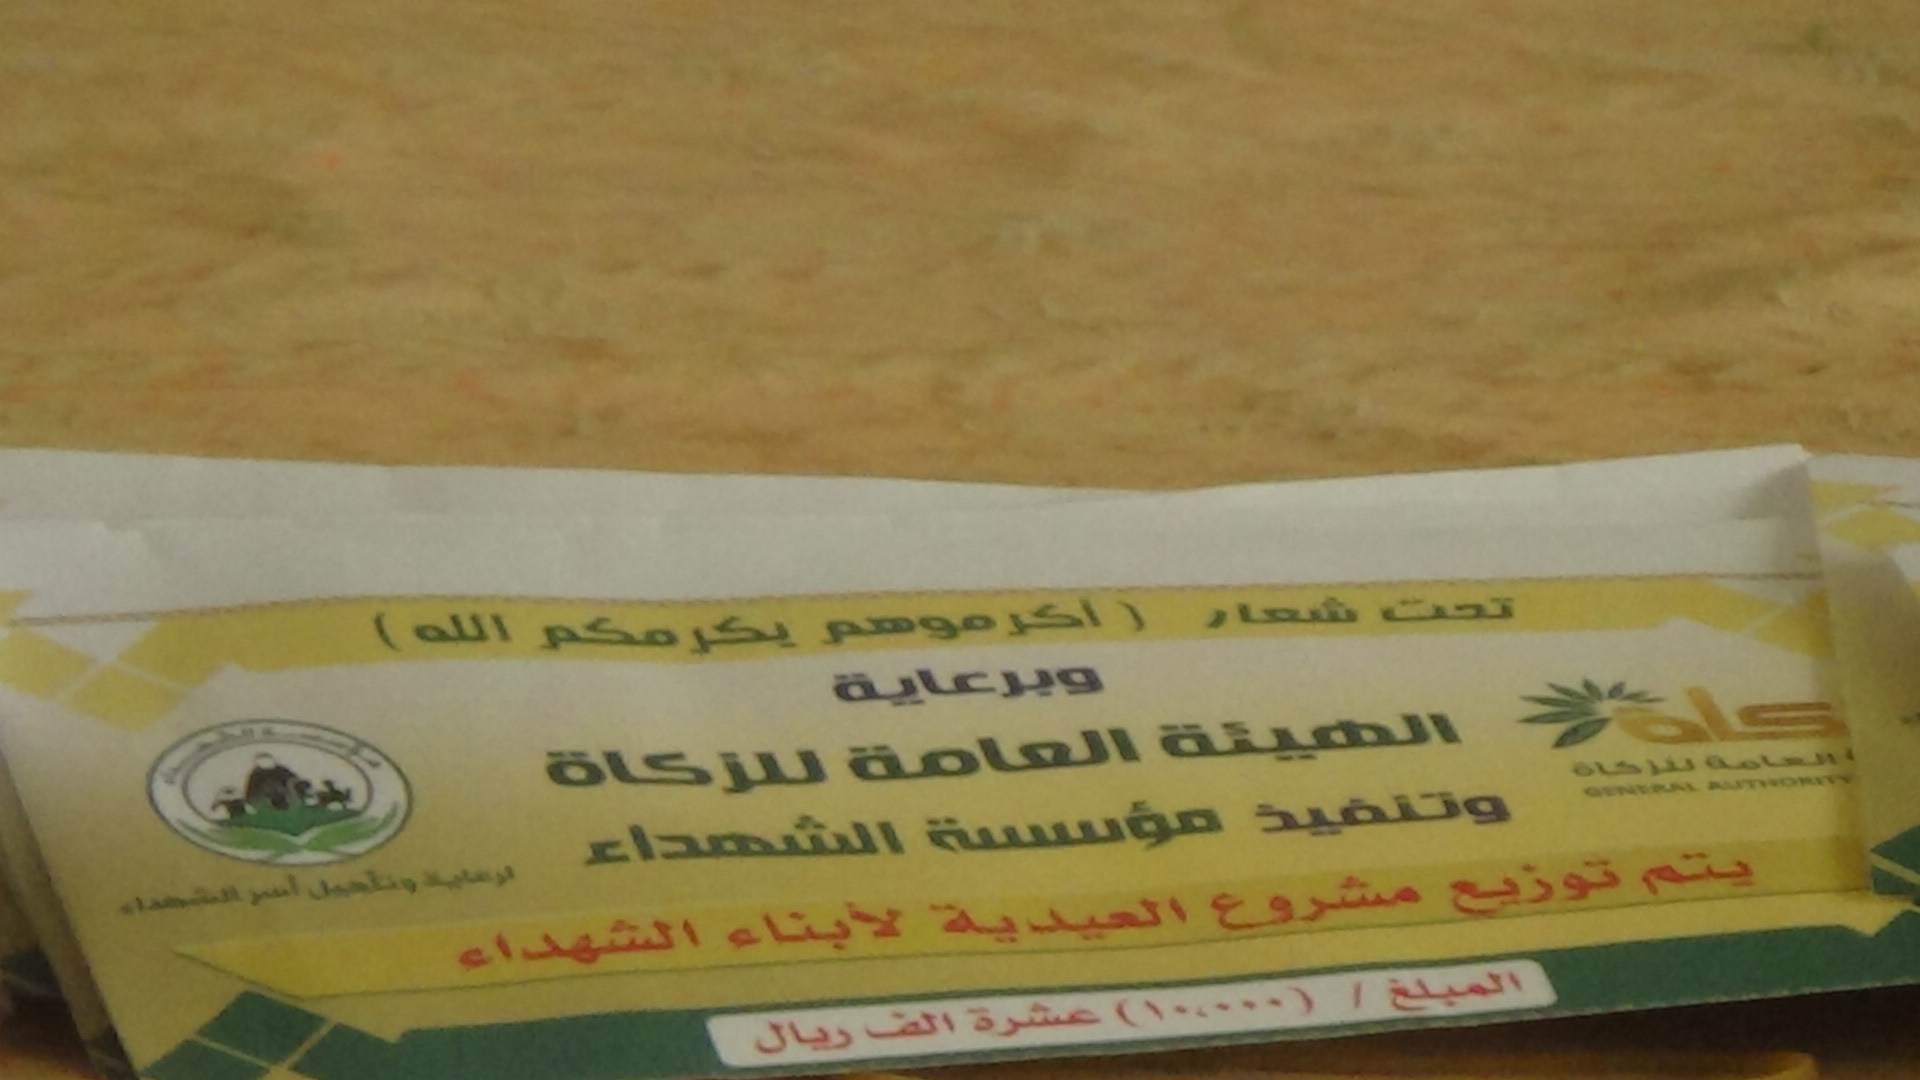 تحت شعار ( أكرموهم يكرمكم الله )
وبرعاية
الهيئة العامة للزكاة
وتنفيذ مؤسسة الشهداء
العامة للزكاة
GENERAL AUTHORITY
لرعاية وتأهيل أسر الشهداء
يتم توزيع مشروع العيدية لأبناء الشهداء
المبلغ / (١٠,٠٠٠) عشرة الف ريال